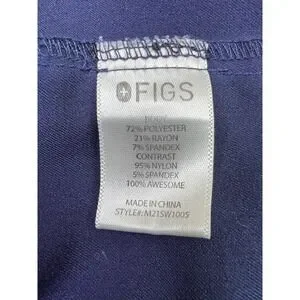 FIGS
BODY
72% POLYESTER
21% RAYON
7% SPANDEX
CONTRAST
95% NYLON
5% SPANDEX
100% AWESOME
MADE IN CHINA
STYLE#: M21SW1005